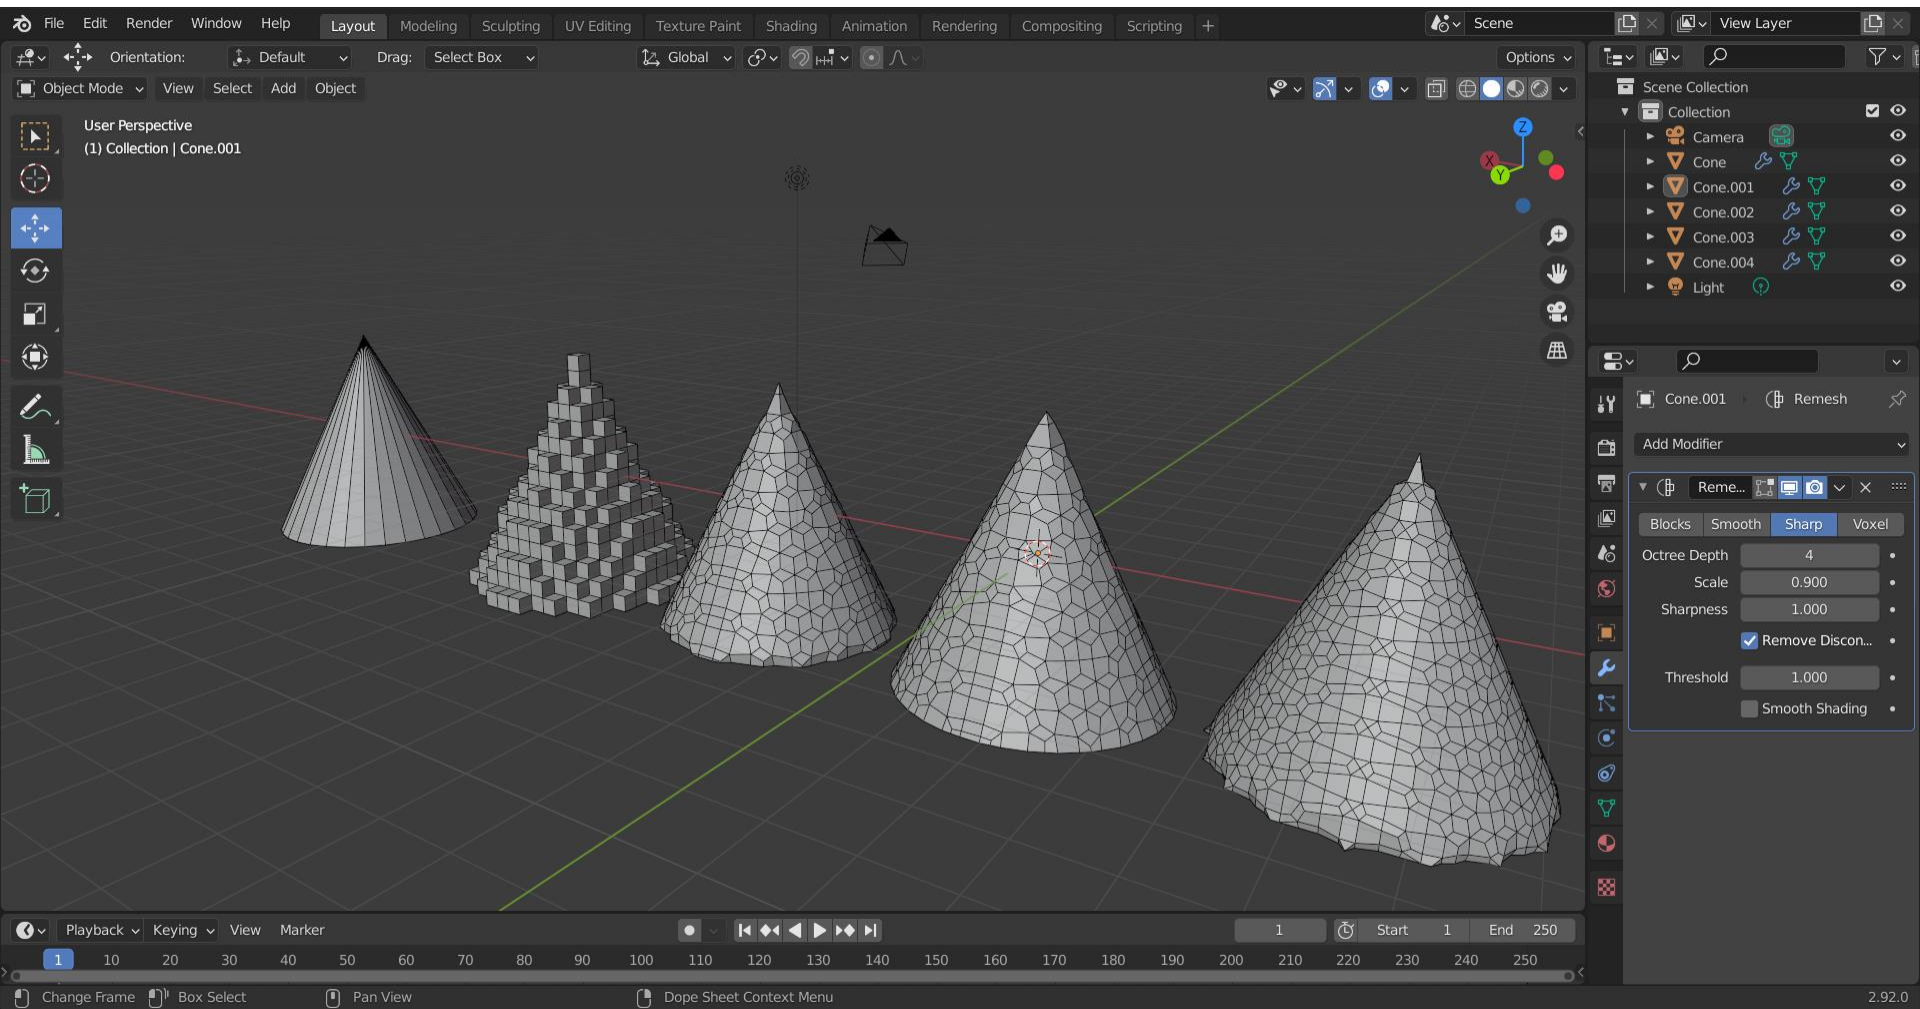 File Edit Render Window Help Layout Modeling Sculpting UV Editing Texture Paint Shading Animation Rendering Compositing Scripting + Scene View Layer
Orientation: Default Drag: Select Box Global Options
Object Mode View Select Add Object
User Perspective
(1) Collection | Cone.001
Z
X
Y
Scene Collection
Collection
Camera
Cone
Cone.001
Cone.002
Cone.003
Cone.004
Light
Cone.001 Remesh
Add Modifier
Reme...
Blocks Smooth Sharp Voxel
Octree Depth 4
Scale 0.900
Sharpness 1.000
Remove Discon...
Threshold 1.000
Smooth Shading
Playback Keying View Marker 1 Start 1 End 250
1 10 20 30 40 50 60 70 80 90 100 110 120 130 140 150 160 170 180 190 200 210 220 230 240 250
Change Frame Box Select Pan View Dope Sheet Context Menu 2.92.0